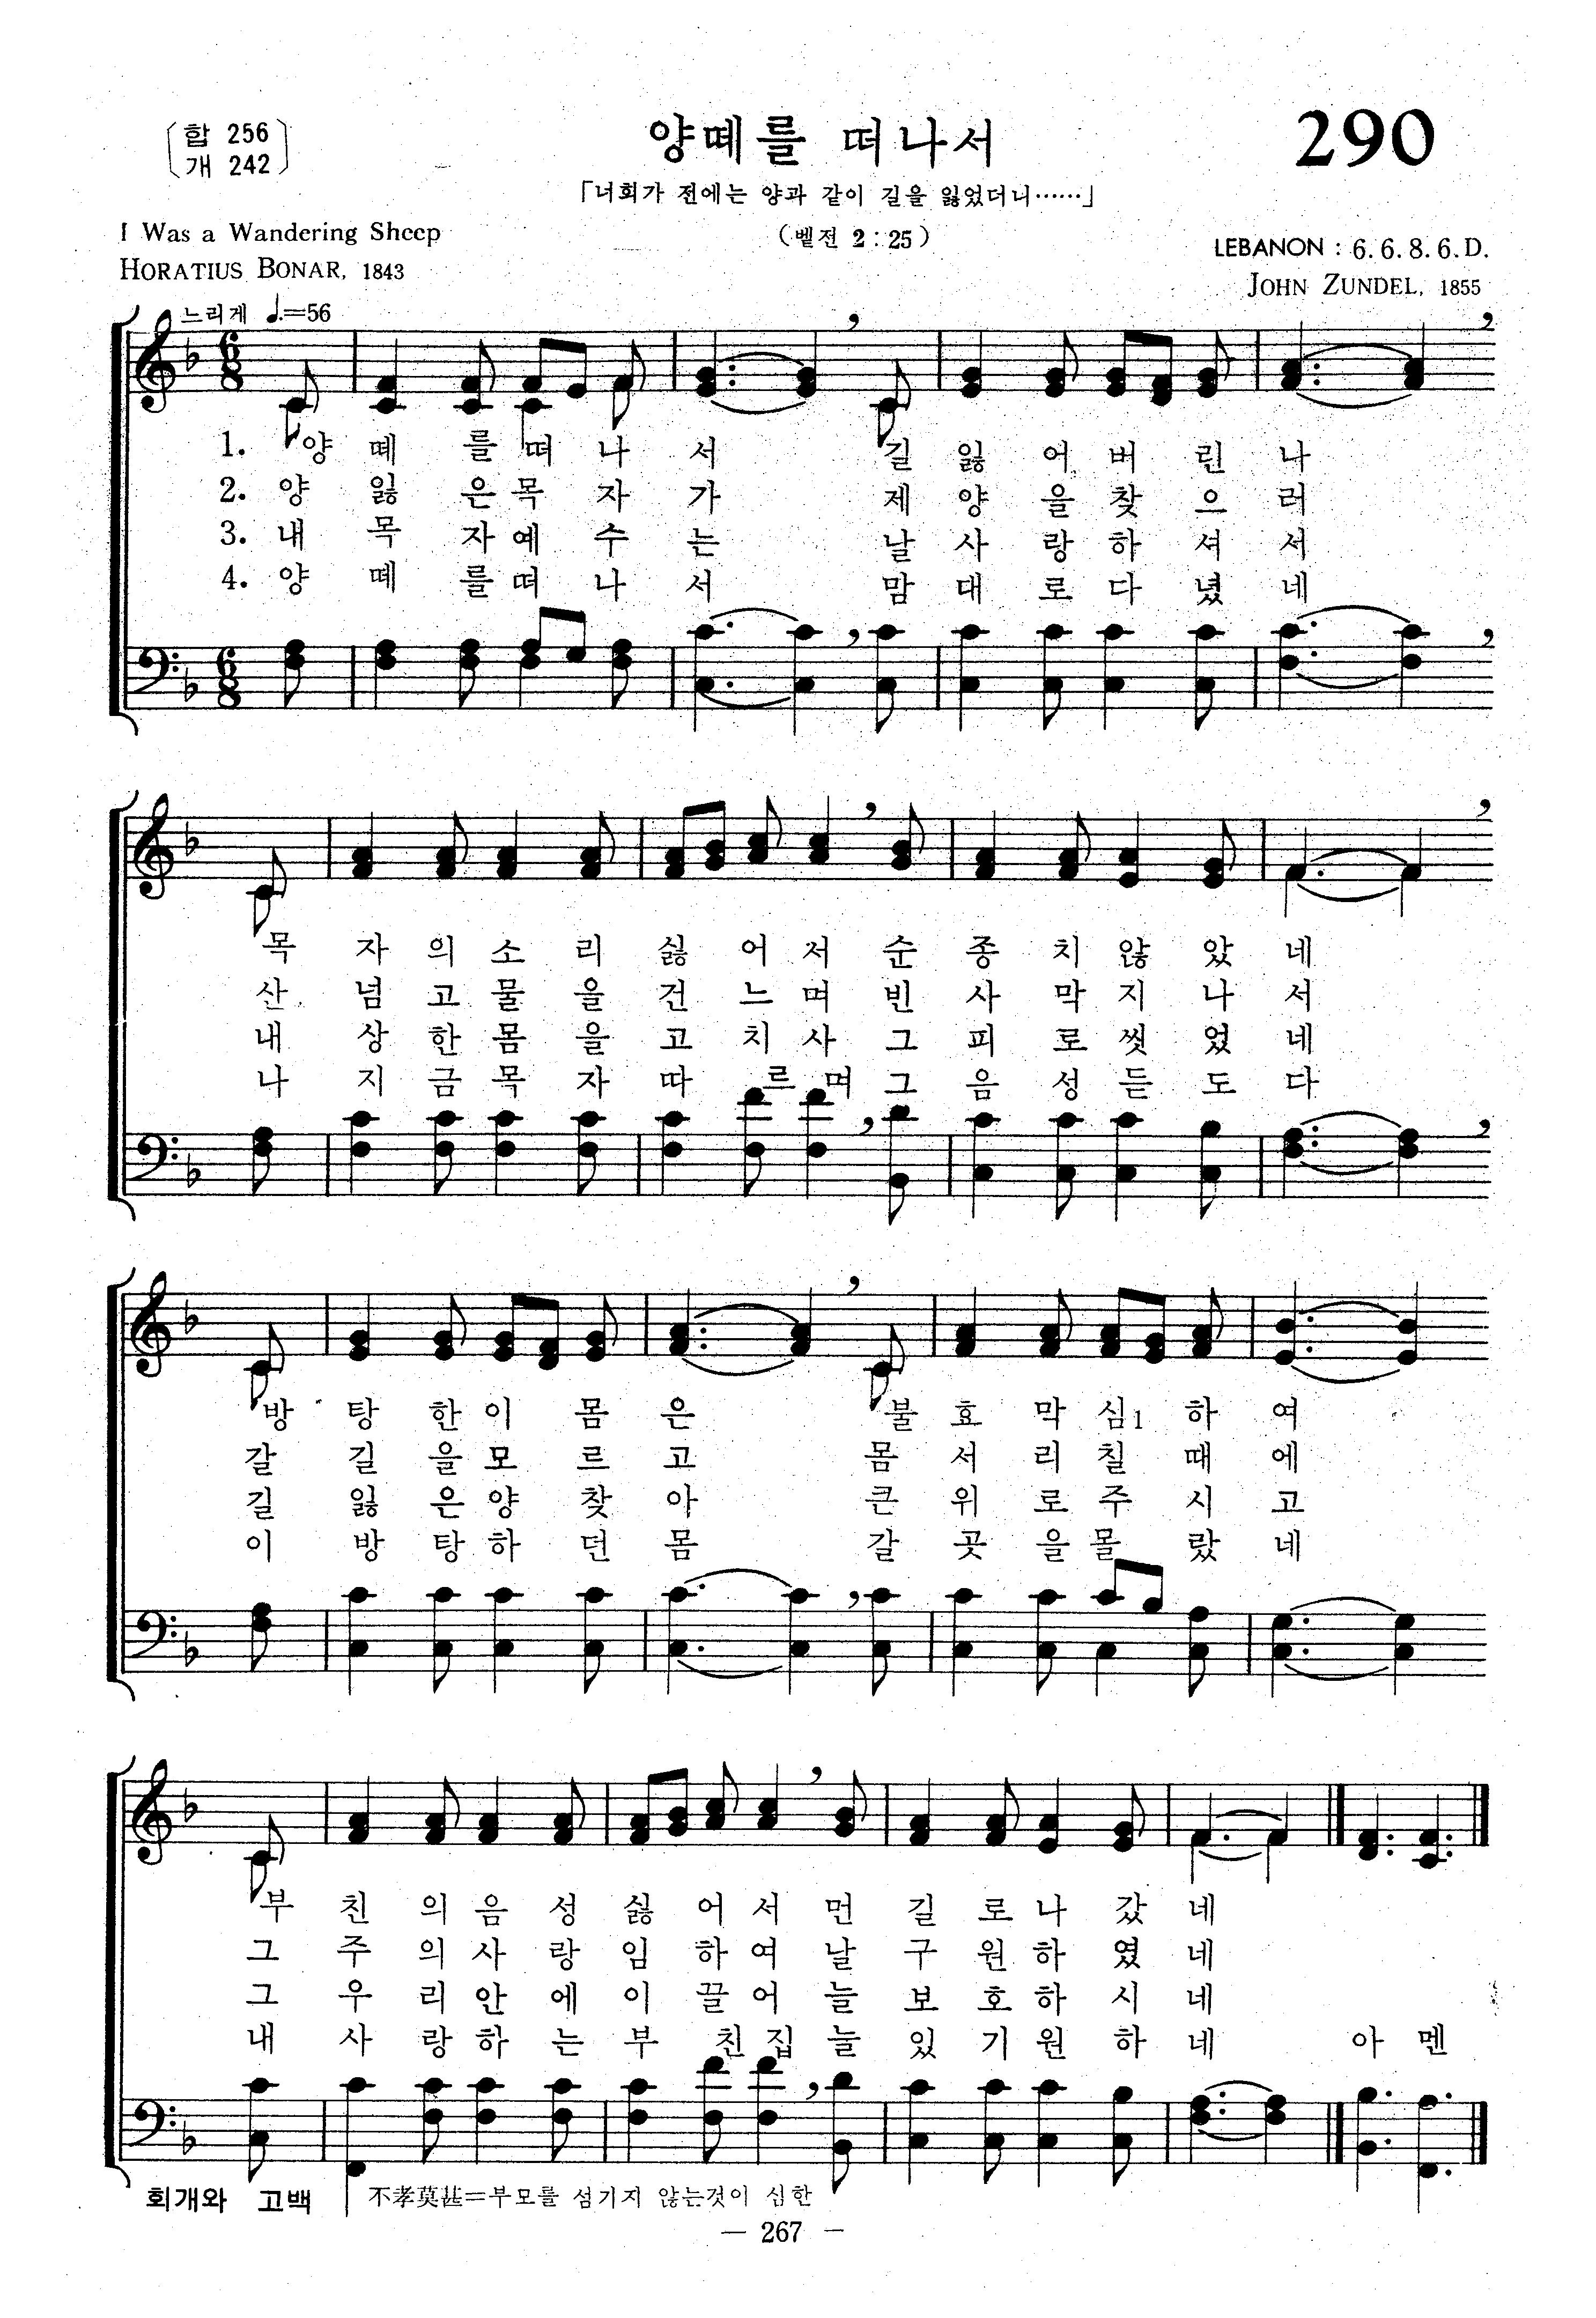 합 256
개 242
양떼를 떠나서
290
「너희가 전에는 양과 같이 길을 잃었더니……」
(벧전 2 : 25)
I Was a Wandering Sheep
HORATIUS BONAR, 1843
LEBANON : 6. 6. 8. 6. D.
JOHN ZUNDEL, 1855
느리게 ♩.=56
1. 양 떼 를 떠 나 서 길 잃 어 버 린 나
2. 양 잃 은 목 자 가 제 양 을 찾 으 러
3. 내 목 자 예 수 는 날 사 랑 하 셔 서
4. 양 떼 를 떠 나 서 맘 대 로 다 녔 네
목 자 의 소 리 싫 어 서 순 종 치 않 았 네
산 넘 고 물 을 건 느 며 빈 사 막 지 나 서
내 상 한 몸 을 고 치 사 그 피 로 씻 었 네
나 지 금 목 자 따 르 며 그 음 성 듣 도 다
방 탕 한 이 몸 은 불 효 막 심1 하 여
갈 길 을 모 르 고 몸 서 리 칠 때 에
길 잃 은 양 찾 아 큰 위 로 주 시 고
이 방 탕 하 던 몸 갈 곳 을 몰 랐 네
부 친 의 음 성 싫 어 서 먼 길 로 나 갔 네
그 주 의 사 랑 임 하 여 날 구 원 하 였 네
그 우 리 안 에 이 끌 어 늘 보 호 하 시 네
내 사 랑 하 는 부 친 집 눌 있 기 원 하 네 아 멘
회개와 고백
不孝莫甚=부모를 섬기지 않는것이 심한
— 267 —